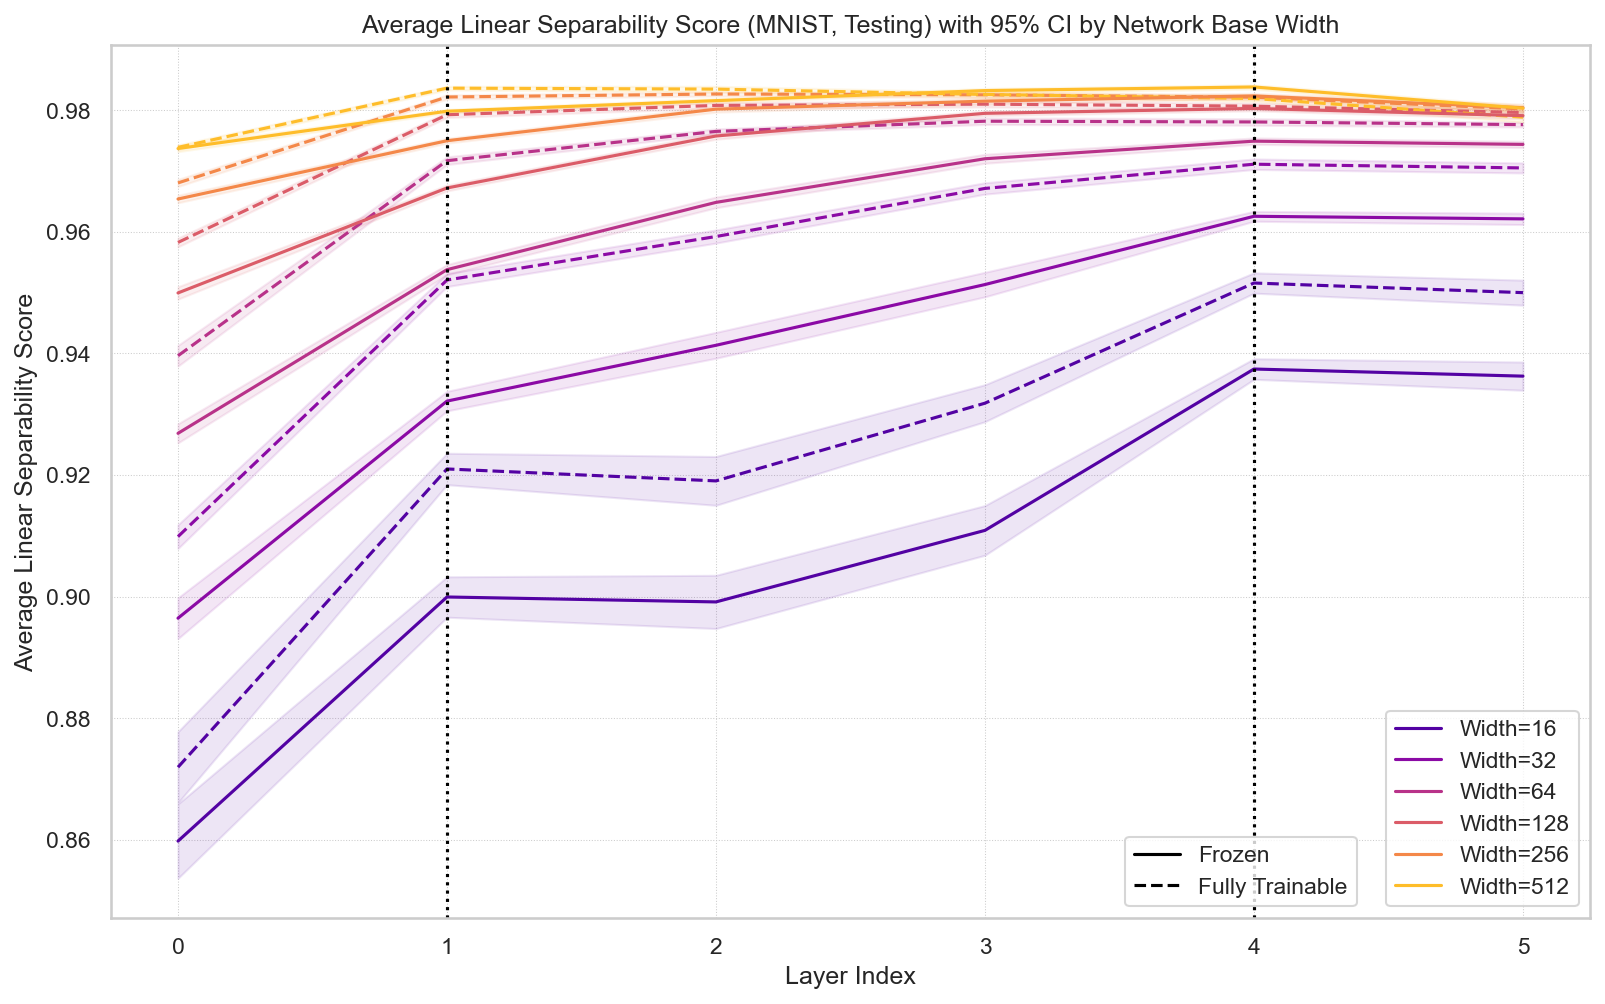 Average Linear Separability Score (MNIST, Testing) with 95% CI by Network Base Width
Average Linear Separability Score
0.98
0.96
0.94
0.92
0.90
0.88
0.86
Frozen
Fully Trainable
Width=16
Width=32
Width=64
Width=128
Width=256
Width=512
0 1 2 3 4 5
Layer Index